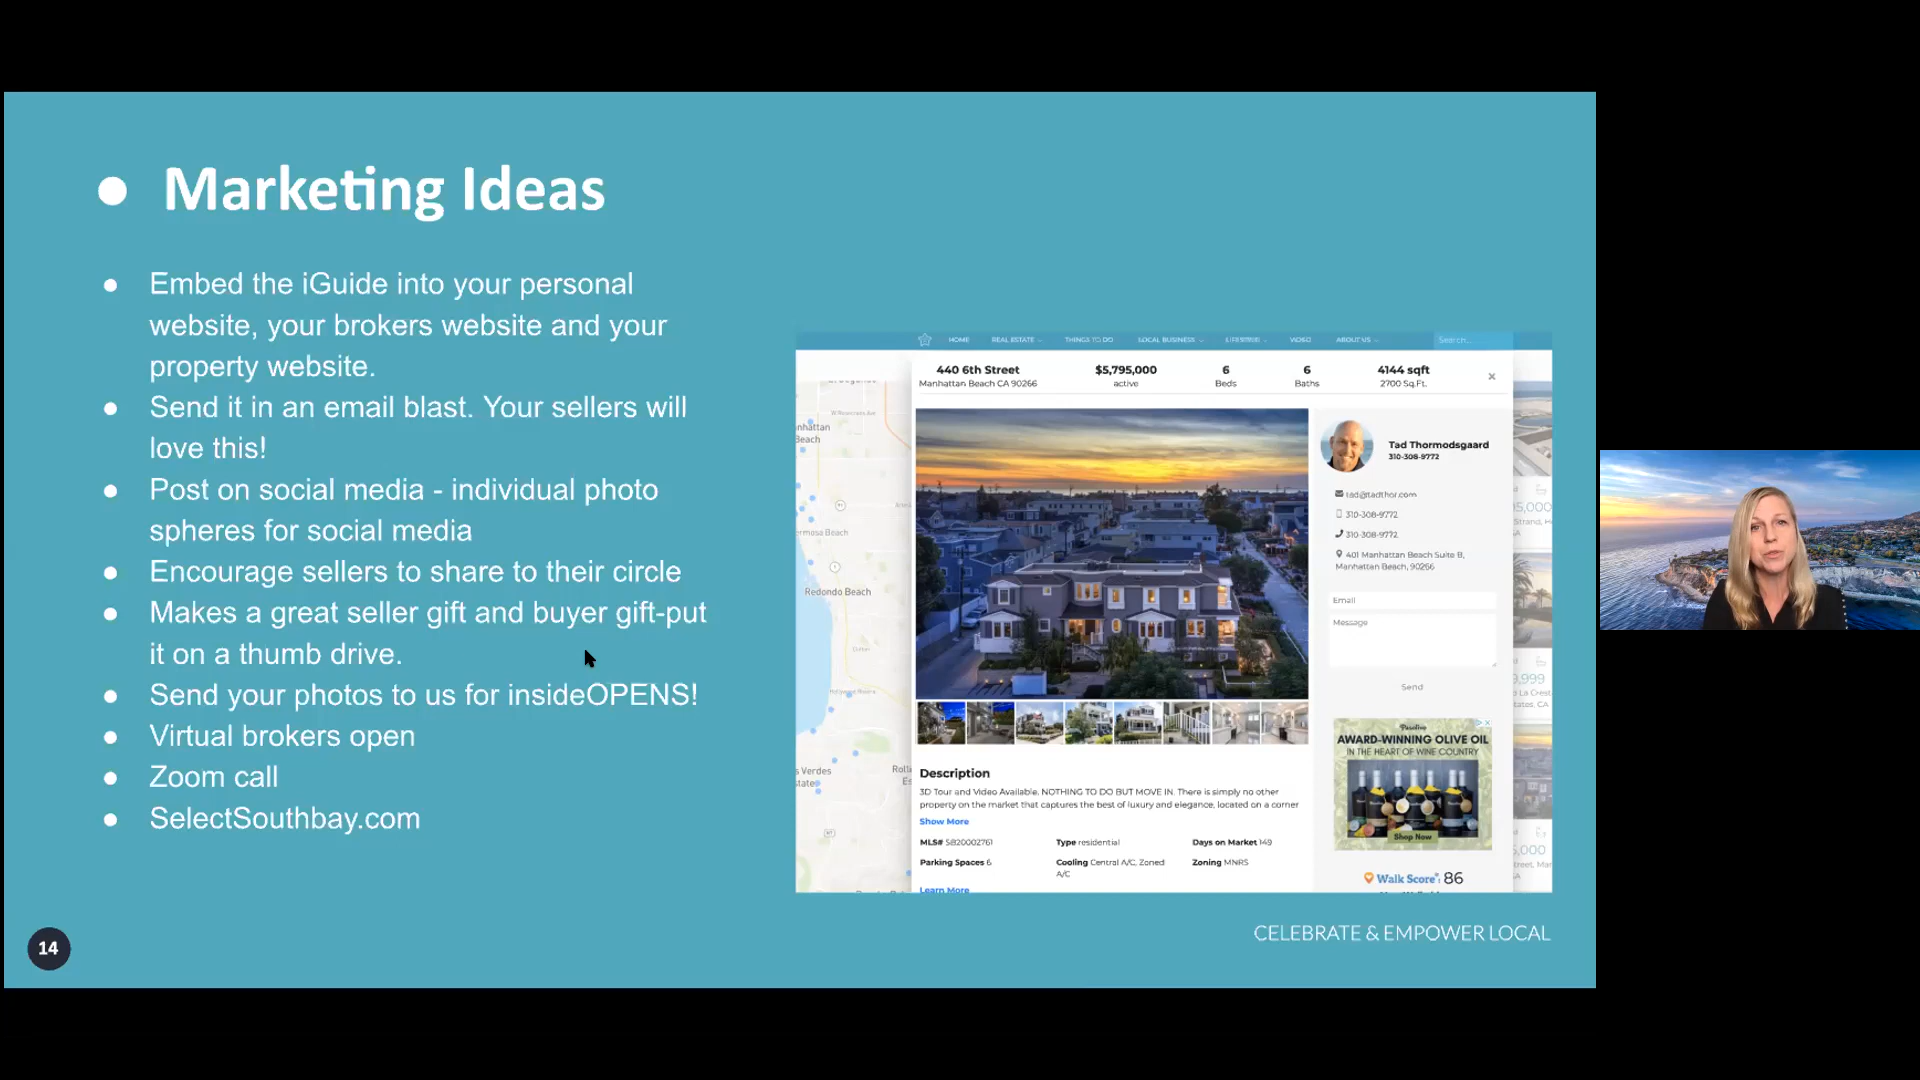 Marketing Ideas
Embed the iGuide into your personal
website, your brokers website and your
property website.
Send it in an email blast. Your sellers will
love this!
Post on social media - individual photo
spheres for social media
Encourage sellers to share to their circle
Makes a great seller gift and buyer gift-put
it on a thumb drive.
Send your photos to us for insideOPENS!
Virtual brokers open
Zoom call
SelectSouthbay.com
14
HOME REAL ESTATE THINGS TO DO LOCAL BUSINESS LIFESTYLE VIDEO ABOUT US Search...
440 6th Street $5,795,000 6 6 4144 sqft
Manhattan Beach CA 90266 active Beds Baths 2700 Sq.Ft.
Tad Thormodsgaard
310-308-9772
tad@tadthor.com
310-308-9772
310-308-9772
401 Manhattan Beach Suite B,
Manhattan Beach, 90266
Email
Message
Send
AWARD-WINNING OLIVE OIL
IN THE HEART OF WINE COUNTRY
Shop Now
Walk Score®: 86
Redondo Beach
Description
3D Tour and Video Available. NOTHING TO DO BUT MOVE IN. There is simply no other
property on the market that captures the best of luxury and elegance, located on a corner
Show More
MLS# SB20002761 Type residential Days on Market 149
Parking Spaces 6 Cooling Central A/C, Zoned Zoning MNRS
A/C
Learn More
CELEBRATE & EMPOWER LOCAL